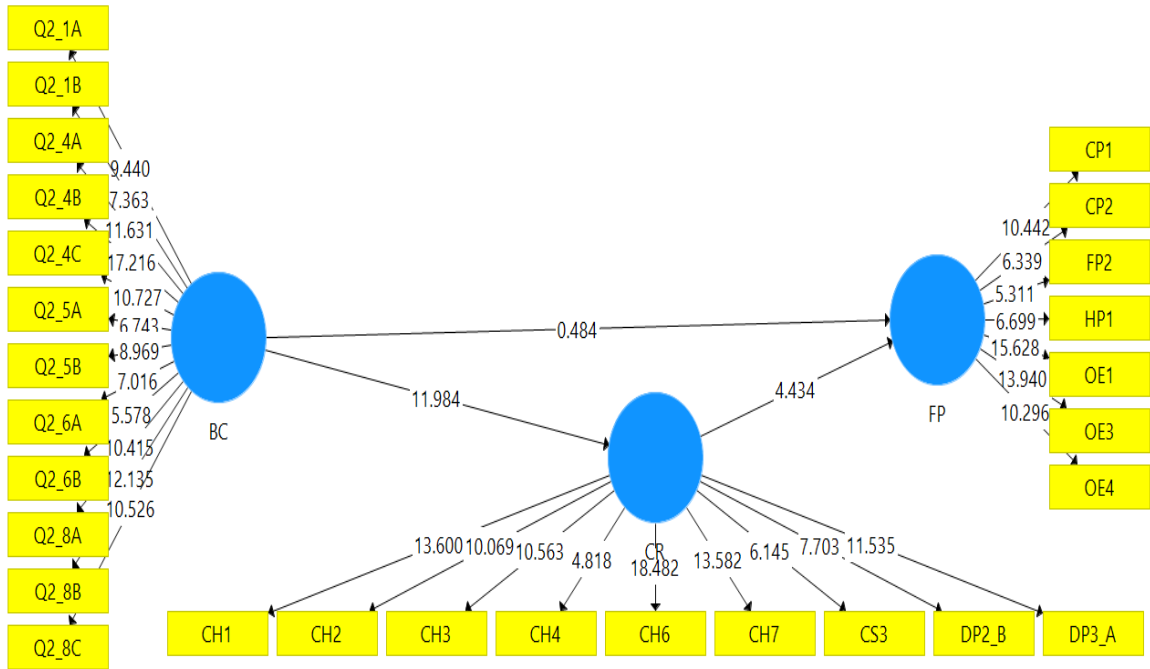 Q2_1A
Q2_1B
Q2_4A
Q2_4B
Q2_4C
Q2_5A
Q2_5B
Q2_6A
Q2_6B
Q2_8A
Q2_8B
Q2_8C
9.440
7.363
11.631
17.216
10.727
6.743
8.969
7.016
5.578
10.415
12.135
10.526
BC
0.484
11.984
4.434
FP
10.442
6.339
5.311
6.699
15.628
13.940
10.296
CP1
CP2
FP2
HP1
OE1
OE3
OE4
CR
13.600
10.069
10.563
4.818
18.482
13.582
6.145
7.703
11.535
CH1
CH2
CH3
CH4
CH6
CH7
CS3
DP2_B
DP3_A